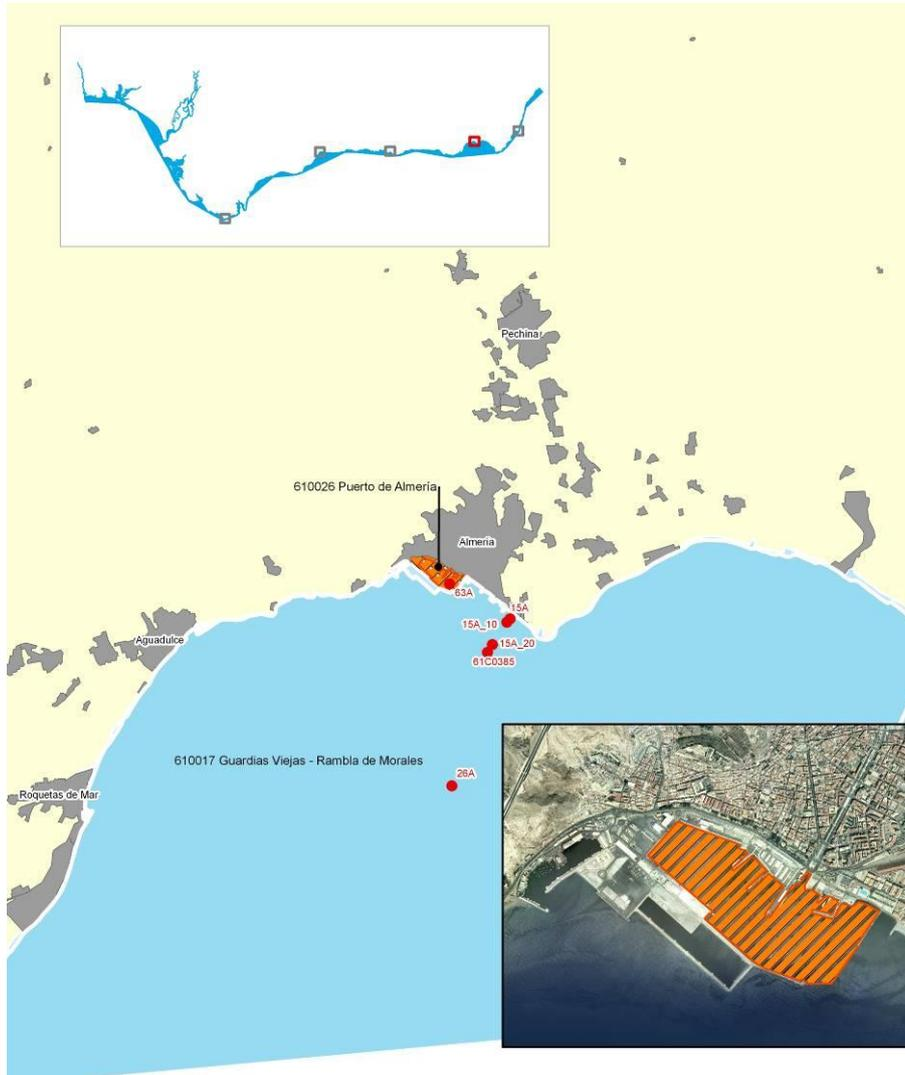 Pechina
610026 Puerto de Almería
Almería
63A
15A
15A_10
Aguadulce
15A_20
61C0385
610017 Guardias Viejas - Rambla de Morales
26A
Roquetas de Mar